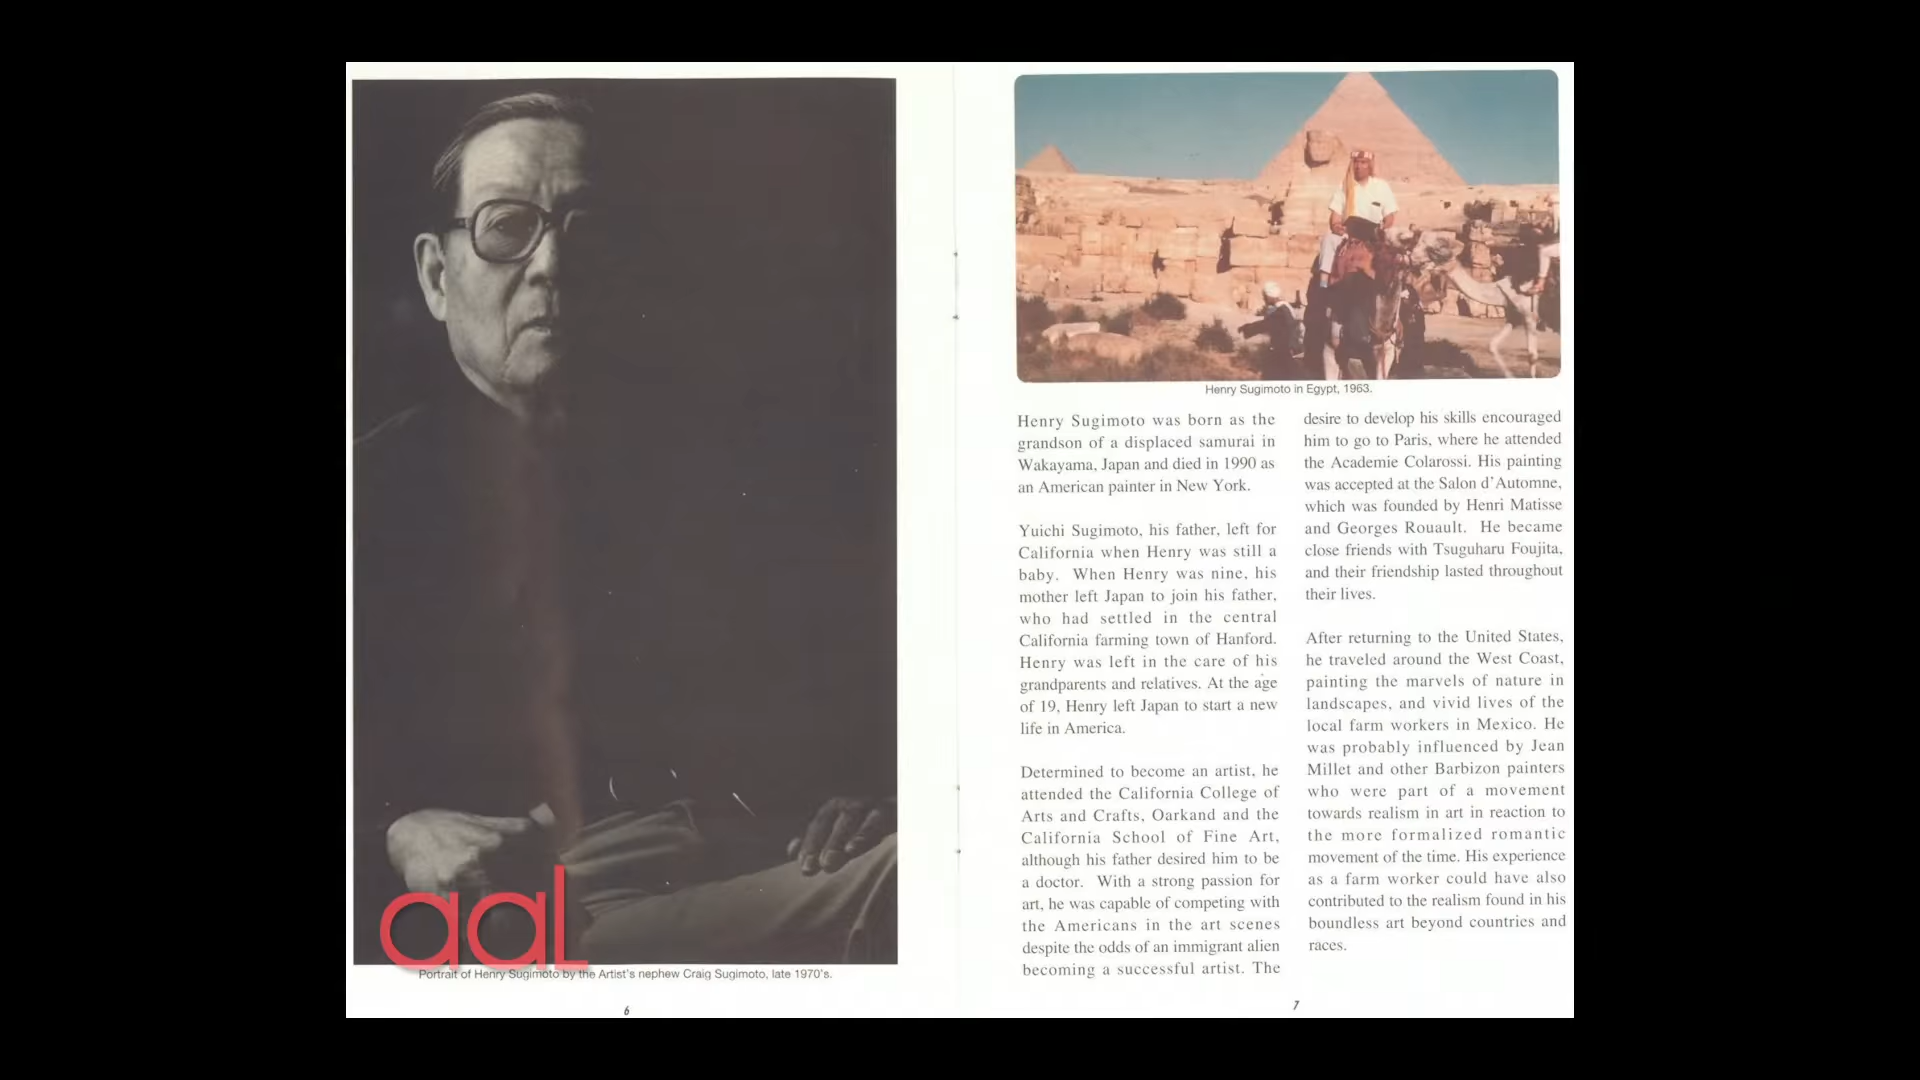 aal
Portrait of Henry Sugimoto by the Artist's nephew Craig Sugimoto, late 1970's.
6
Henry Sugimoto in Egypt, 1963.
Henry Sugimoto was born as the
grandson of a displaced samurai in
Wakayama, Japan and died in 1990 as
an American painter in New York.
Yuichi Sugimoto, his father, left for
California when Henry was still a
baby. When Henry was nine, his
mother left Japan to join his father,
who had settled in the central
California farming town of Hanford.
Henry was left in the care of his
grandparents and relatives. At the age
of 19, Henry left Japan to start a new
life in America.
Determined to become an artist, he
attended the California College of
Arts and Crafts, Oarkand and the
California School of Fine Art,
although his father desired him to be
a doctor. With a strong passion for
art, he was capable of competing with
the Americans in the art scenes
despite the odds of an immigrant alien
becoming a successful artist. The
desire to develop his skills encouraged
him to go to Paris, where he attended
the Academie Colarossi. His painting
was accepted at the Salon d'Automne,
which was founded by Henri Matisse
and Georges Rouault. He became
close friends with Tsuguharu Foujita,
and their friendship lasted throughout
their lives.
After returning to the United States,
he traveled around the West Coast,
painting the marvels of nature in
landscapes, and vivid lives of the
local farm workers in Mexico. He
was probably influenced by Jean
Millet and other Barbizon painters
who were part of a movement
towards realism in art in reaction to
the more formalized romantic
movement of the time. His experience
as a farm worker could have also
contributed to the realism found in his
boundless art beyond countries and
races.
7